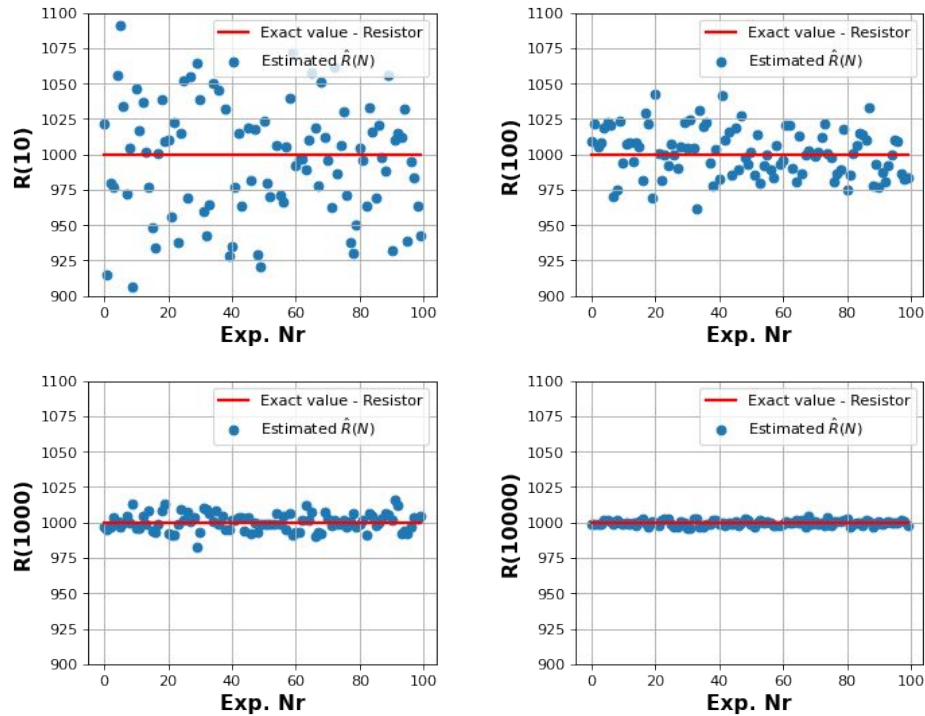 1100
1075
1050
1025
1000
975
950
925
900
R(10)
0 20 40 60 80 100
Exp. Nr
Exact value - Resistor
Estimated R̂(N)
1100
1075
1050
1025
1000
975
950
925
900
R(100)
0 20 40 60 80 100
Exp. Nr
Exact value - Resistor
Estimated R̂(N)
1100
1075
1050
1025
1000
975
950
925
900
R(1000)
0 20 40 60 80 100
Exp. Nr
Exact value - Resistor
Estimated R̂(N)
1100
1075
1050
1025
1000
975
950
925
900
R(10000)
0 20 40 60 80 100
Exp. Nr
Exact value - Resistor
Estimated R̂(N)